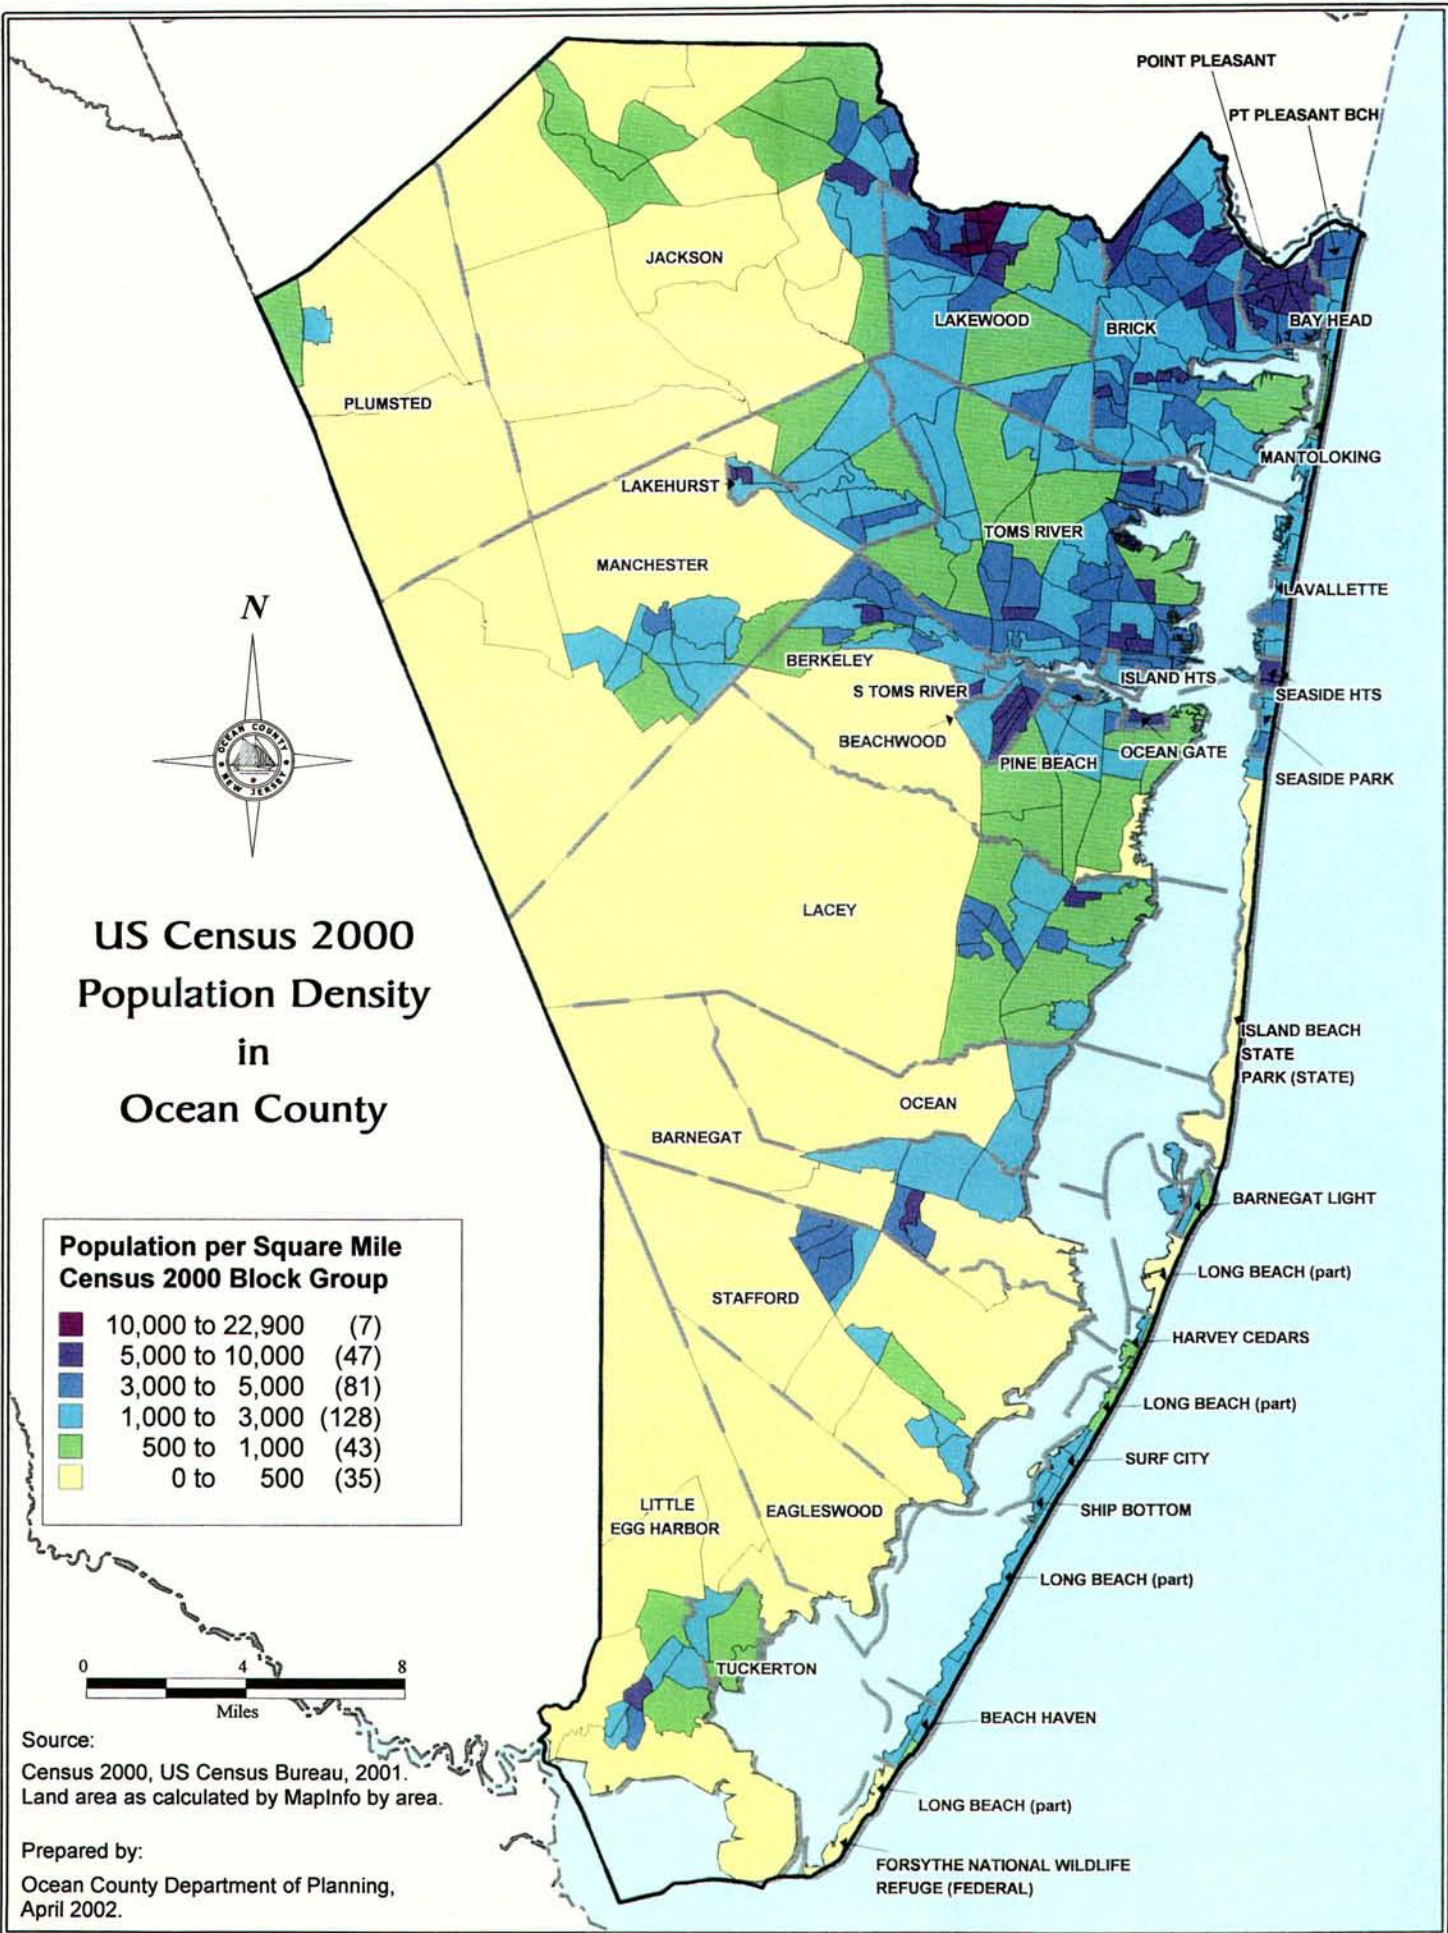 POINT PLEASANT
PT PLEASANT BCH
JACKSON
LAKEWOOD
BRICK
BAY HEAD
PLUMSTED
MANTOLOKING
LAKEHURST
TOMS RIVER
MANCHESTER
LAVALLETTE
N
BERKELEY
ISLAND HTS
S TOMS RIVER
SEASIDE HTS
BEACHWOOD
OCEAN GATE
PINE BEACH
SEASIDE PARK
OCEAN COUNTY
NEW JERSEY
LACEY
US Census 2000
Population Density
in
Ocean County
ISLAND BEACH
STATE
PARK (STATE)
OCEAN
BARNEGAT
BARNEGAT LIGHT
LONG BEACH (part)
STAFFORD
HARVEY CEDARS
LONG BEACH (part)
SURF CITY
SHIP BOTTOM
LITTLE
EGG HARBOR
EAGLESWOOD
LONG BEACH (part)
TUCKERTON
BEACH HAVEN
LONG BEACH (part)
FORSYTHE NATIONAL WILDLIFE
REFUGE (FEDERAL)
Population per Square Mile
Census 2000 Block Group
10,000 to 22,900 (7)
5,000 to 10,000 (47)
3,000 to 5,000 (81)
1,000 to 3,000 (128)
500 to 1,000 (43)
0 to 500 (35)
0 4 8
Miles
Source:
Census 2000, US Census Bureau, 2001.
Land area as calculated by MapInfo by area.
Prepared by:
Ocean County Department of Planning,
April 2002.